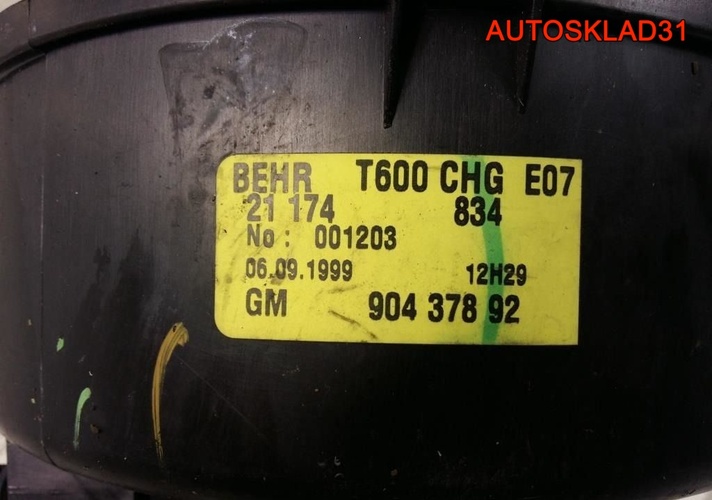 AUTOSKLAD31
BEHR T600 CHG E07
21 174 834
No : 001203
06.09.1999 12H29
GM 904 378 92